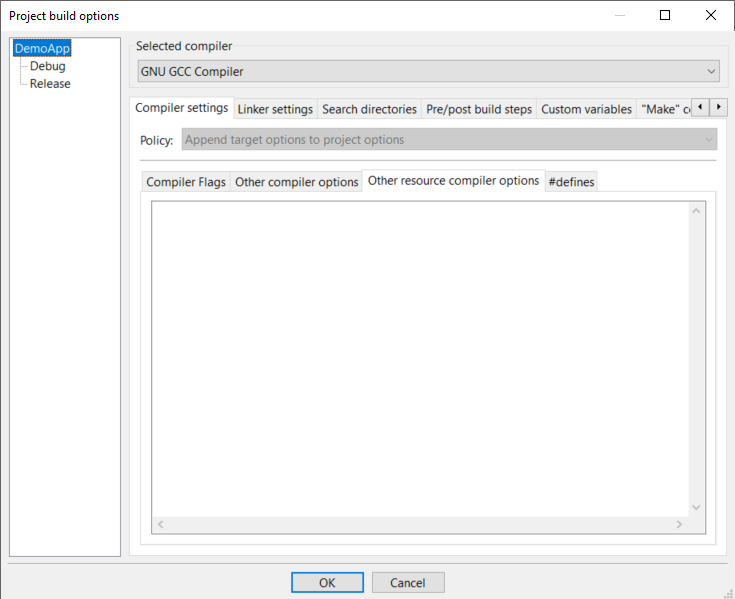 Project build options
DemoApp
Debug
Release
Selected compiler
GNU GCC Compiler
Compiler settings
Linker settings
Search directories
Pre/post build steps
Custom variables
"Make" c
Policy:
Append target options to project options
Compiler Flags
Other compiler options
Other resource compiler options
#defines
OK
Cancel